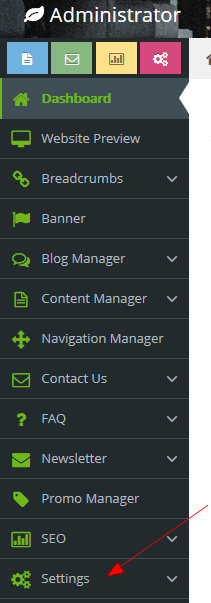 Administrator
Dashboard
Website Preview
Breadcrumbs
Banner
Blog Manager
Content Manager
Navigation Manager
Contact Us
FAQ
Newsletter
Promo Manager
SEO
Settings